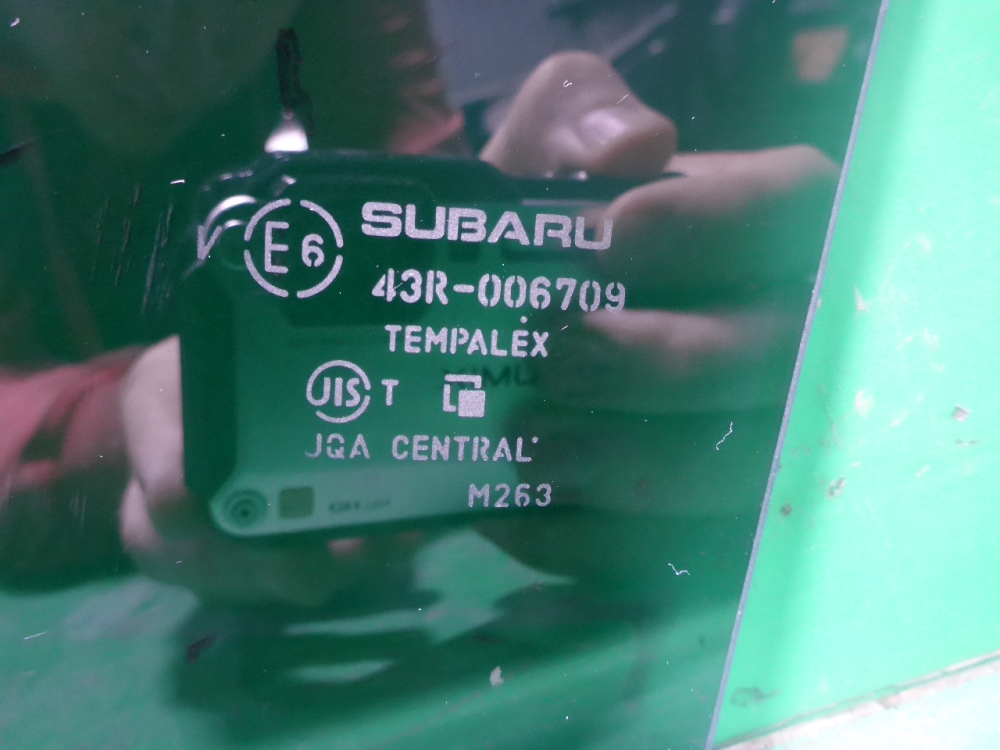 E6 SUBARU
43R-006709
TEMPALEX
JIS T
JQA CENTRAL
M263